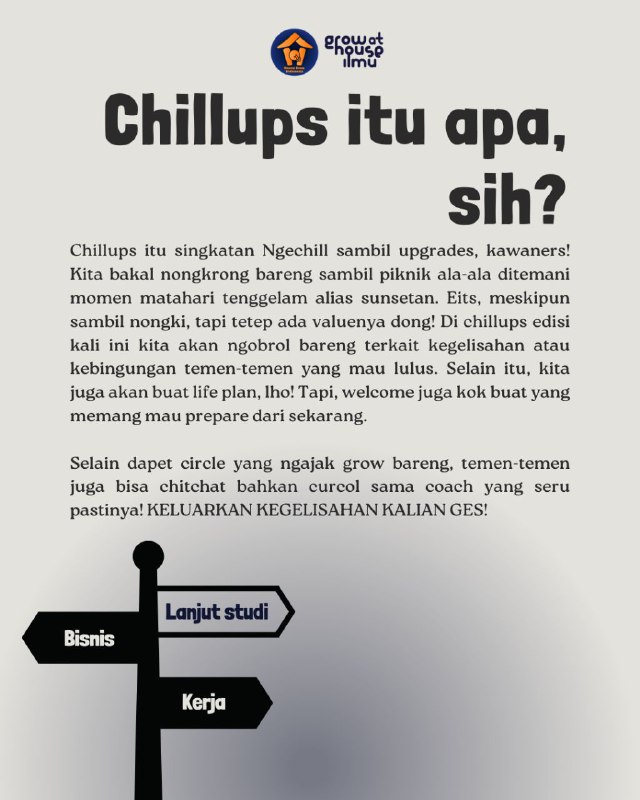 grow at
house
ilmu
Chillups itu apa,
sih?
Chillups itu singkatan Ngechill sambil upgrades, kawaners!
Kita bakal nongkrong bareng sambil piknik ala-ala ditemani
momen matahari tenggelam alias sunsetan. Eits, meskipun
sambil nongki, tapi tetep ada valuenya dong! Di chillups edisi
kali ini kita akan ngobrol bareng terkait kegelisahan atau
kebingungan temen-temen yang mau lulus. Selain itu, kita
juga akan buat life plan, lho! Tapi, welcome juga kok buat yang
memang mau prepare dari sekarang.
Selain dapet circle yang ngajak grow bareng, temen-temen
juga bisa chitchat bahkan curcol sama coach yang seru
pastinya! KELUARKAN KEGELISAHAN KALIAN GES!
Lanjut studi
Bisnis
Kerja